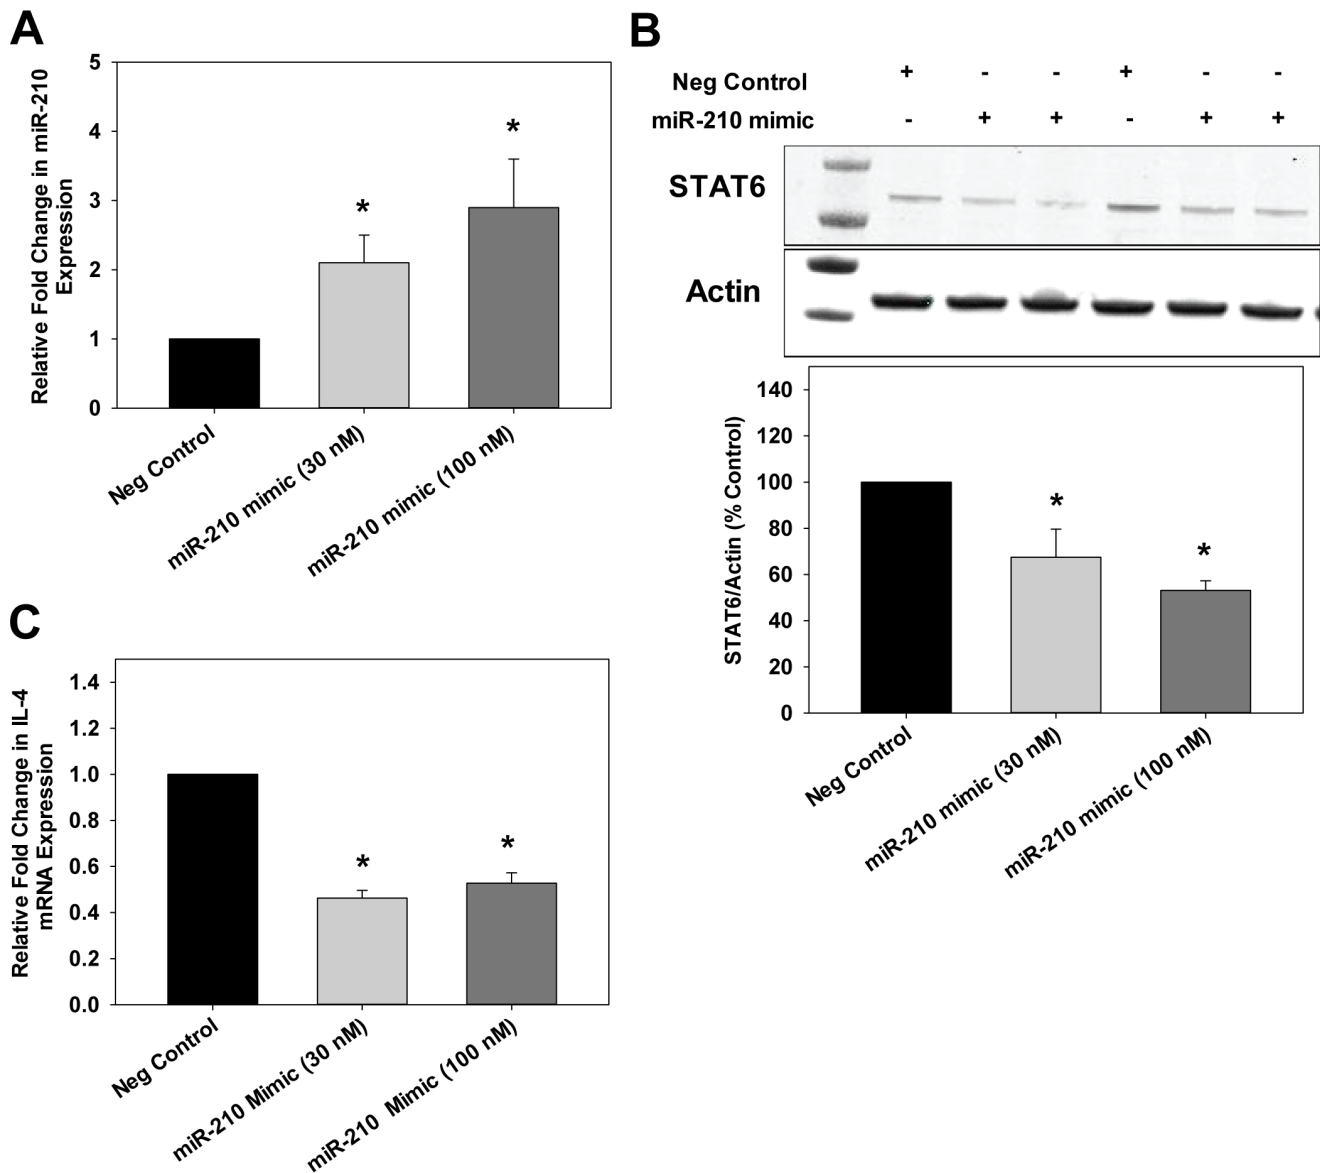 A
Relative Fold Change in miR-210
Expression
5
4
3
2
1
0
*
*
Neg Control
miR-210 mimic (30 nM)
miR-210 mimic (100 nM)
B
Neg Control + - - + - -
miR-210 mimic - + + - + +
STAT6
Actin
STAT6/Actin (% Control)
140
120
100
80
60
40
20
0
*
*
Neg Control
miR-210 mimic (30 nM)
miR-210 mimic (100 nM)
C
Relative Fold Change in IL-4
mRNA Expression
1.4
1.2
1.0
0.8
0.6
0.4
0.2
0.0
*
*
Neg Control
miR-210 Mimic (30 nM)
miR-210 Mimic (100 nM)